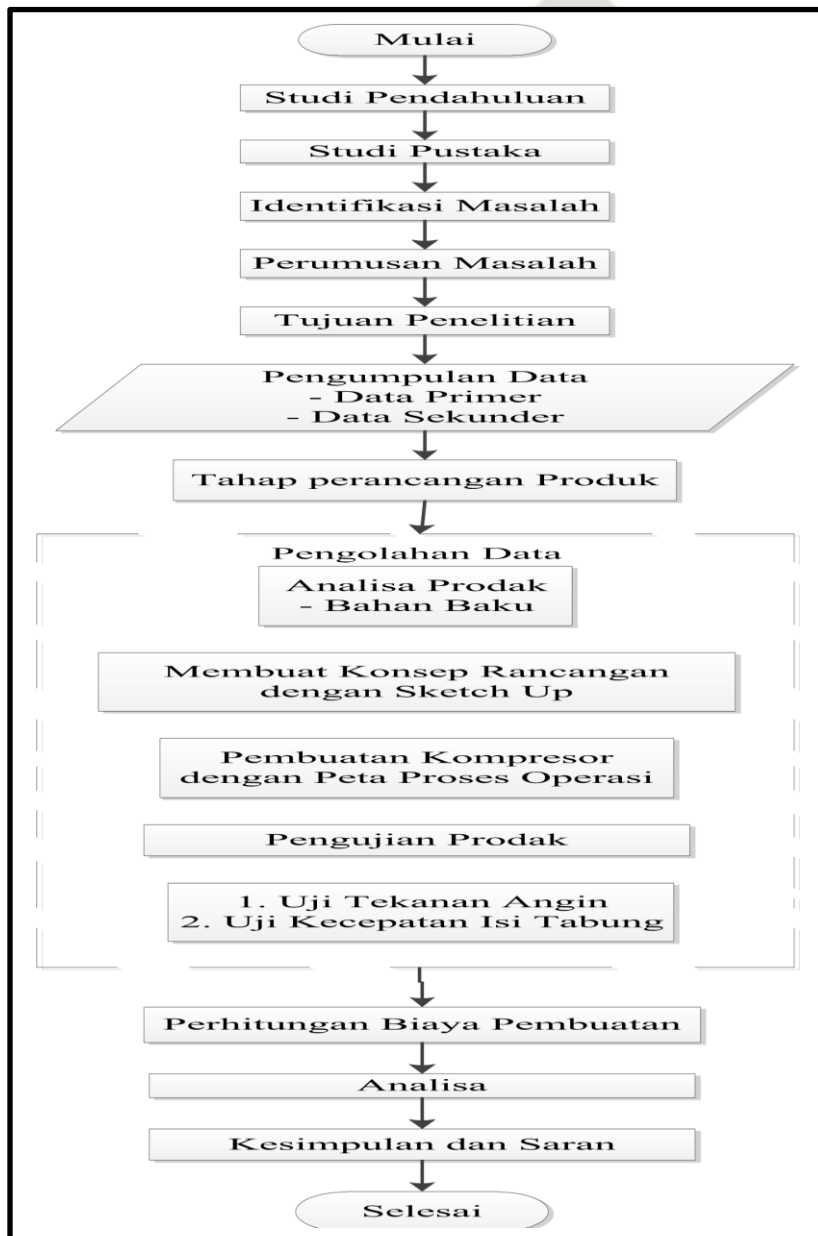 Mulai
Studi Pendahuluan
Studi Pustaka
Identifikasi Masalah
Perumusan Masalah
Tujuan Penelitian
Pengumpulan Data
- Data Primer
- Data Sekunder
Tahap perancangan Produk
Pengolahan Data
Analisa Prodak
- Bahan Baku
Membuat Konsep Rancangan
dengan Sketch Up
Pembuatan Kompresor
dengan Peta Proses Operasi
Pengujian Prodak
1. Uji Tekanan Angin
2. Uji Kecepatan Isi Tabung
Perhitungan Biaya Pembuatan
Analisa
Kesimpulan dan Saran
Selesai